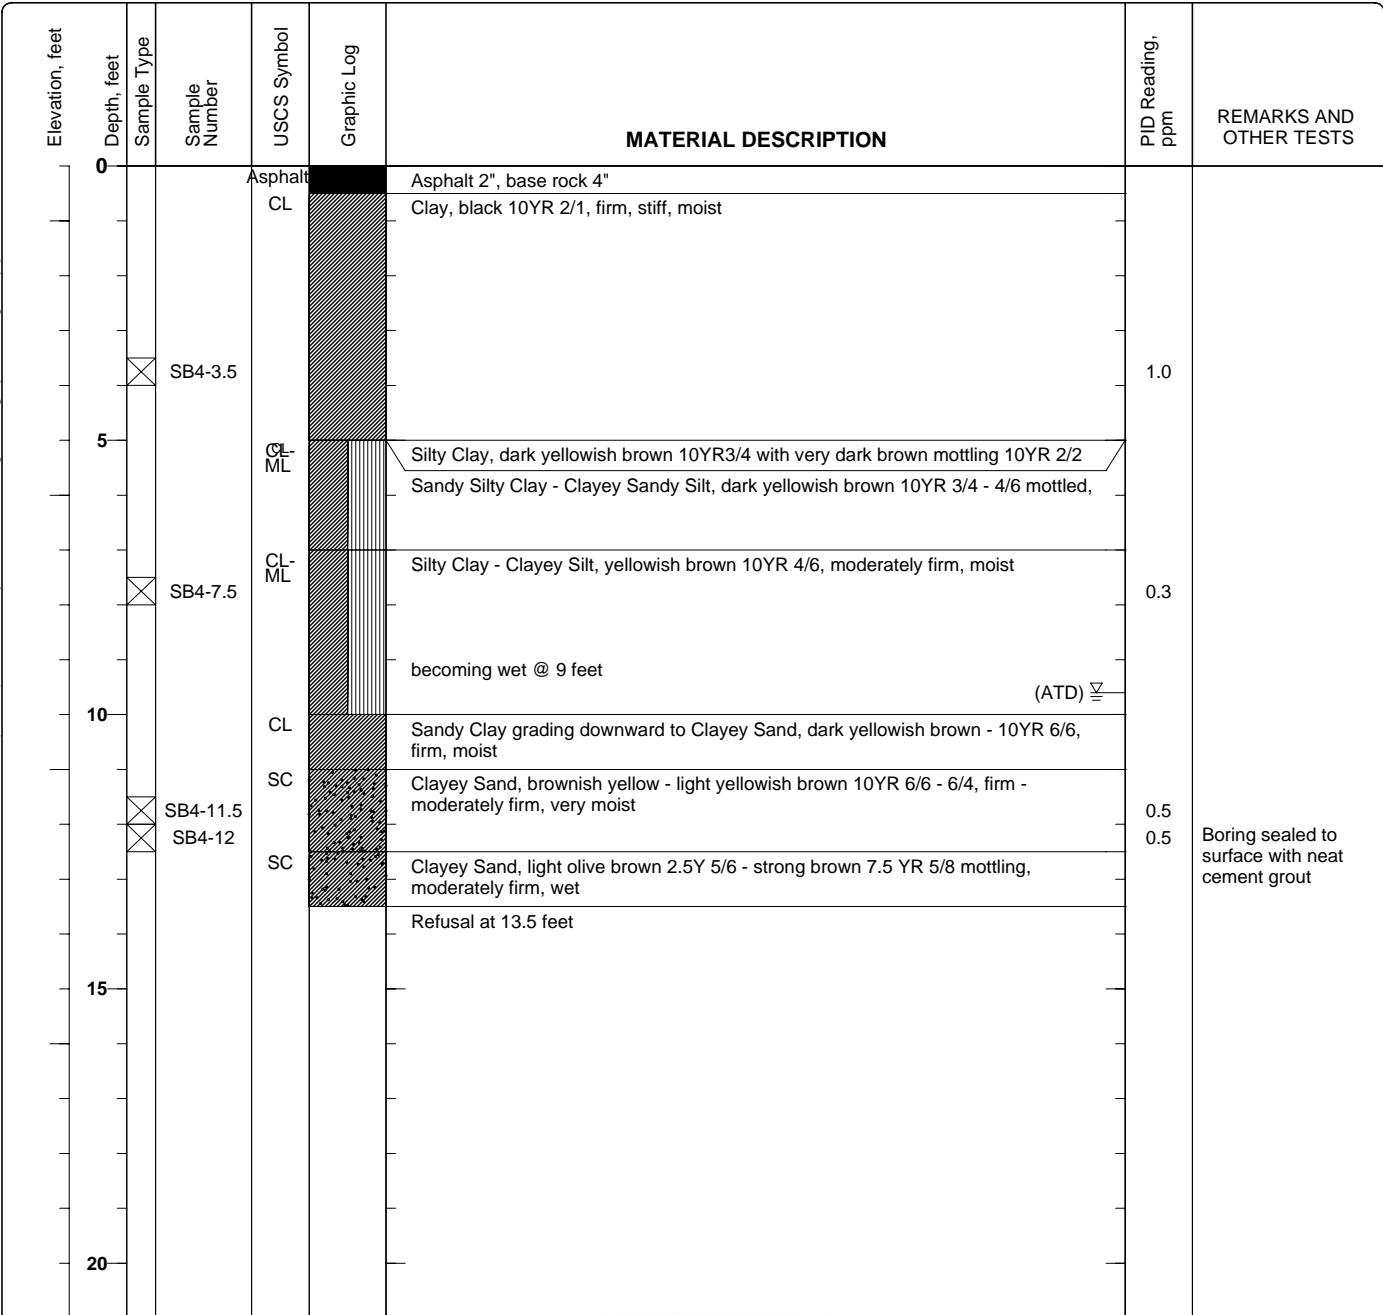 Elevation, feet
Depth, feet
Sample Type
Sample
Number
USCS Symbol
Graphic Log
MATERIAL DESCRIPTION
PID Reading,
ppm
REMARKS AND
OTHER TESTS
0
Asphalt
Asphalt 2", base rock 4"
CL
Clay, black 10YR 2/1, firm, stiff, moist
SB4-3.5
1.0
5
CL-
ML
Silty Clay, dark yellowish brown 10YR3/4 with very dark brown mottling 10YR 2/2
Sandy Silty Clay - Clayey Sandy Silt, dark yellowish brown 10YR 3/4 - 4/6 mottled,
CL-
ML
Silty Clay - Clayey Silt, yellowish brown 10YR 4/6, moderately firm, moist
SB4-7.5
0.3
becoming wet @ 9 feet
(ATD)
10
CL
Sandy Clay grading downward to Clayey Sand, dark yellowish brown - 10YR 6/6,
firm, moist
SC
Clayey Sand, brownish yellow - light yellowish brown 10YR 6/6 - 6/4, firm -
moderately firm, very moist
SB4-11.5
0.5
SB4-12
0.5
Boring sealed to
surface with neat
cement grout
SC
Clayey Sand, light olive brown 2.5Y 5/6 - strong brown 7.5 YR 5/8 mottling,
moderately firm, wet
Refusal at 13.5 feet
15
20